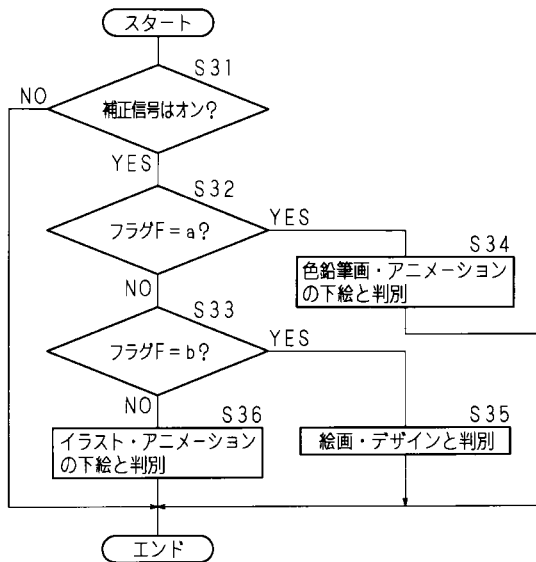 スタート
S31
NO
補正信号はオン?
YES
S32
フラグF=a?
YES
S34
色鉛筆画・アニメーション
の下絵と判別
NO
S33
フラグF=b?
YES
NO
S36
イラスト・アニメーション
の下絵と判別
S35
絵画・デザインと判別
エンド